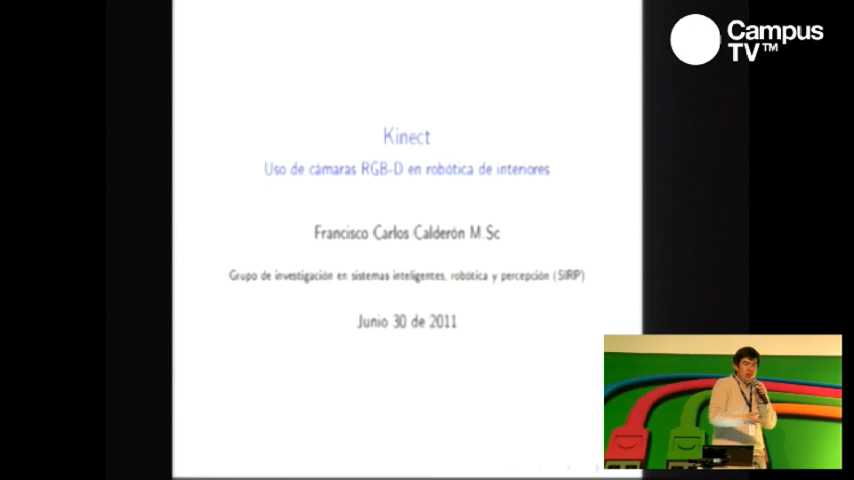 Campus
TV™
Kinect
Uso de cámaras RGB-D en robótica de interiores
Francisco Carlos Calderón M.Sc
Grupo de investigación en sistemas inteligentes, robótica y percepción (SIRP)
Junio 30 de 2011